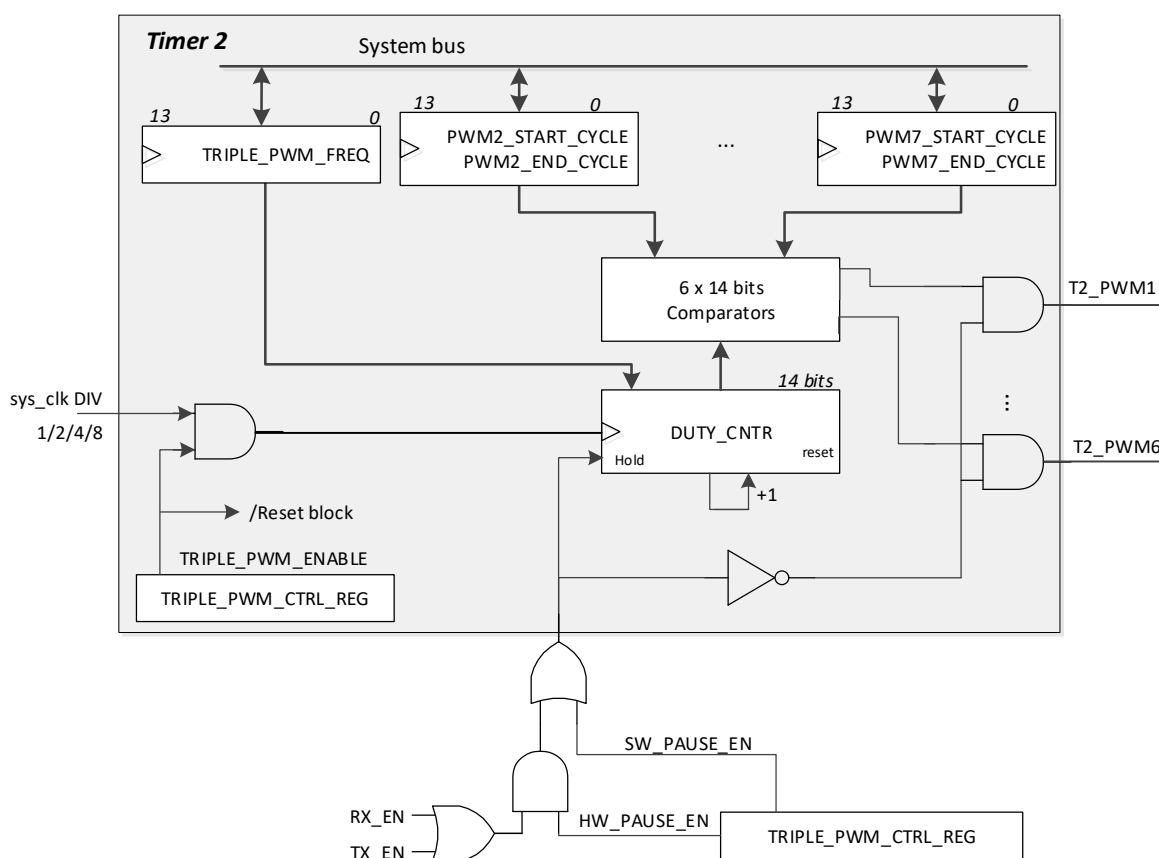 Timer 2
System bus
13
0
TRIPLE_PWM_FREQ
13
0
PWM2_START_CYCLE
PWM2_END_CYCLE
...
13
0
PWM7_START_CYCLE
PWM7_END_CYCLE
6 x 14 bits
Comparators
T2_PWM1
14 bits
sys_clk DIV
1/2/4/8
DUTY_CNTR
Hold
reset
+1
...
T2_PWM6
/Reset block
TRIPLE_PWM_ENABLE
TRIPLE_PWM_CTRL_REG
SW_PAUSE_EN
RX_EN
TX_EN
HW_PAUSE_EN
TRIPLE_PWM_CTRL_REG